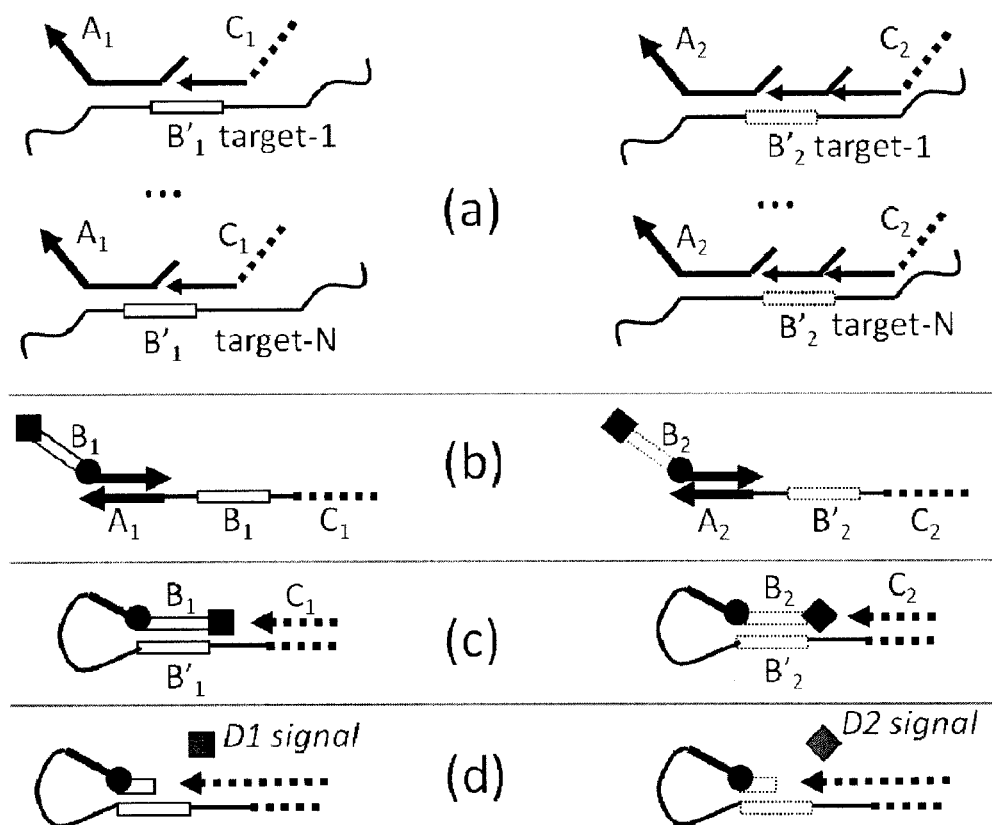 A₁ C₁
B'₁ target-1
...
A₁ C₁
B'₁ target-N
A₂ C₂
B'₂ target-1
...
A₂ C₂
B'₂ target-N
(a)
B₁
A₁ B₁ C₁
(b)
B₂
A₂ B'₂ C₂
B₁ C₁
B'₁
(c)
B₂ C₂
B'₂
D1 signal
(d)
D2 signal